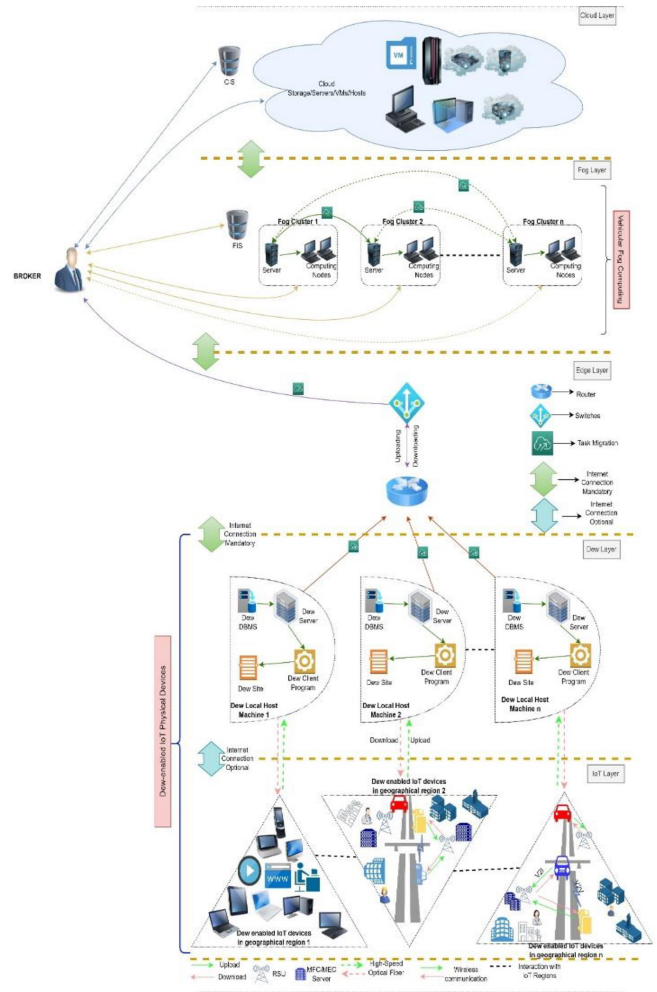 Cloud Layer
VM
CIS
Cloud
Storage/Servers/VMs/Hosts
Fog Layer
Fog Cluster 1
Fog Cluster 2
Fog Cluster n
FIS
Server
Computing
Nodes
Server
Computing
Nodes
Server
Computing
Nodes
Vehicular Fog Computing
BROKER
Edge Layer
Router
Switches
Task Migration
Internet
Connection
Mandatory
Internet
Connection
Optional
Uploading
Downloading
Internet
Connection
Mandatory
Dew Layer
Dew
DBMS
Dew
Server
Dew Site
Dew Client
Program
Dew Local Host
Machine 1
Dew
DBMS
Dew
Server
Dew Site
Dew Client
Program
Dew Local Host
Machine 2
Dew
DBMS
Dew
Server
Dew Site
Dew Client
Program
Dew Local Host
Machine n
Dew-enabled IoT Physical Devices
Download
Upload
Internet
Connection
Optional
IoT Layer
Dew enabled IoT devices
in geographical region 2
WWW
V2I
V2V
Dew enabled IoT devices
in geographical region 1
Dew enabled IoT devices
in geographical region n
Upload
Download
RSU
MFC/MEC
Server
High-Speed
Optical Fiber
Wireless
communication
Interaction with
IoT Regions